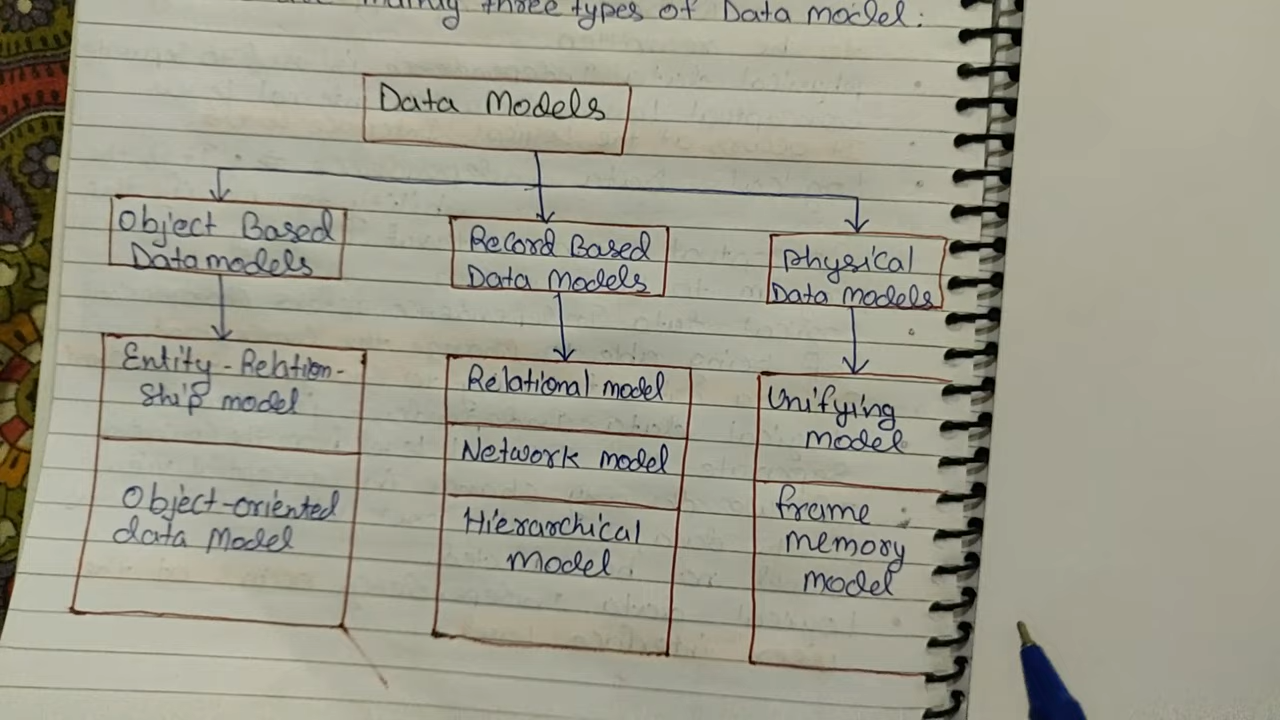 mainly three types of Data model:
Data Models
Object Based
Datamodels
Record Based
Data Models
physical
Data Models
Entity-Relation-
Ship model
Object-oriented
data Model
Relational model
Network model
Hierarchical
Model
Unifying
model
frame
memory
model